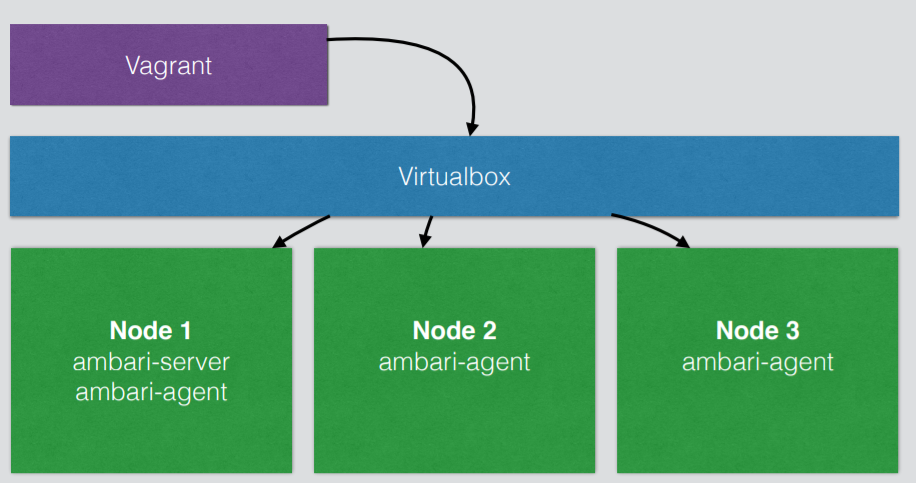 Vagrant
Virtualbox
Node 1
ambari-server
ambari-agent
Node 2
ambari-agent
Node 3
ambari-agent